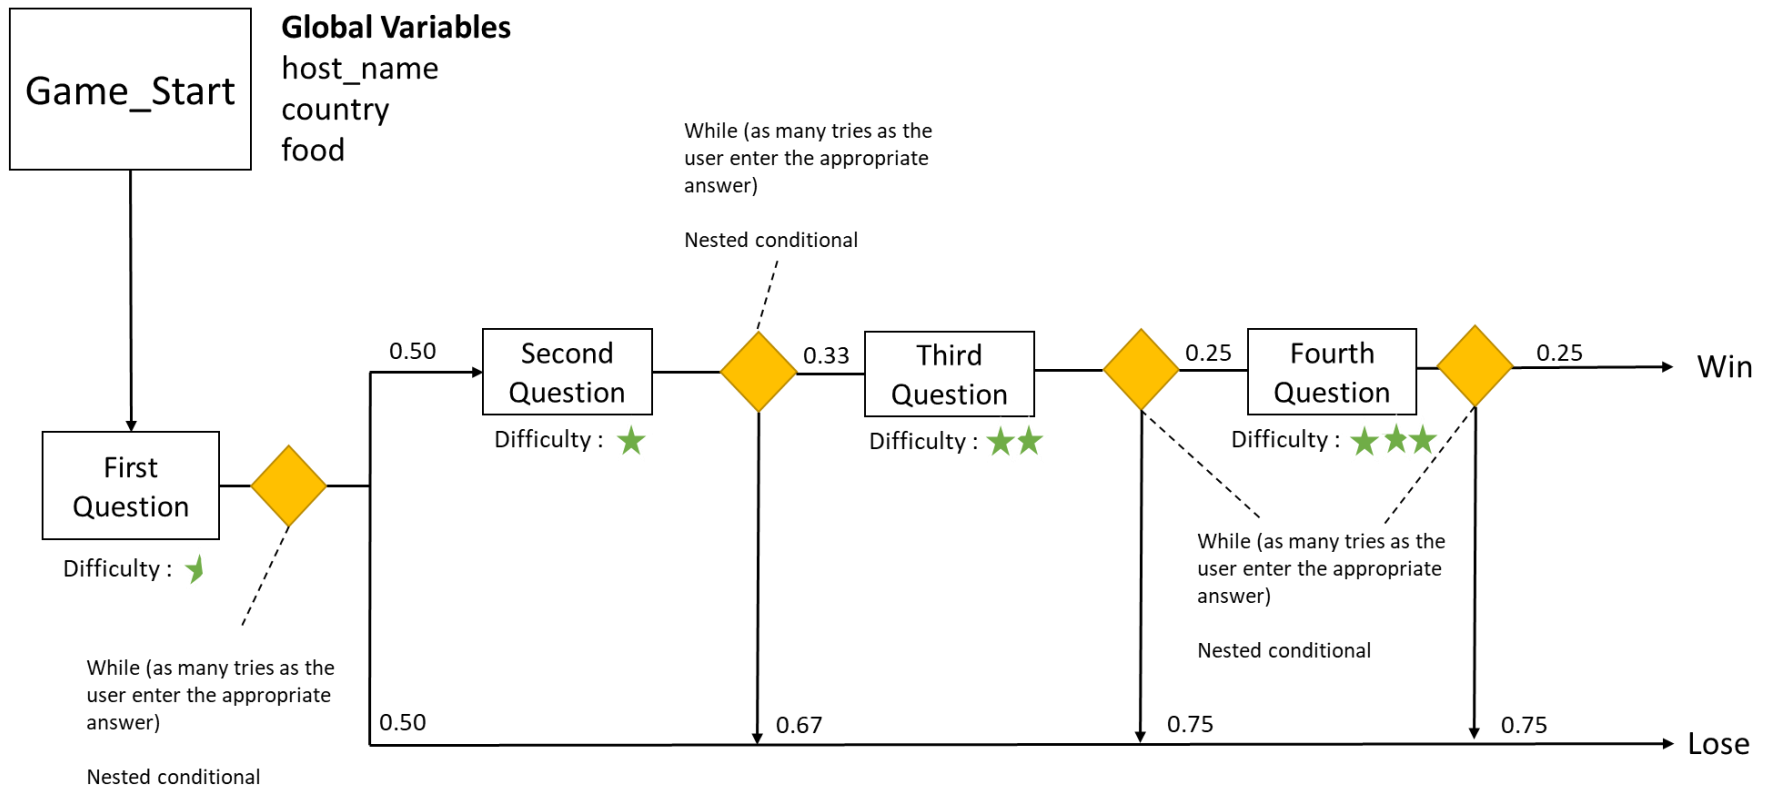 Game_Start
Global Variables
host_name
country
food
While (as many tries as the
user enter the appropriate
answer)
Nested conditional
0.50
Second
Question
Difficulty :
0.33
Third
Question
Difficulty :
0.25
Fourth
Question
Difficulty :
0.25
Win
First
Question
Difficulty :
While (as many tries as the
user enter the appropriate
answer)
Nested conditional
While (as many tries as the
user enter the appropriate
answer)
Nested conditional
0.50
0.67
0.75
0.75
Lose